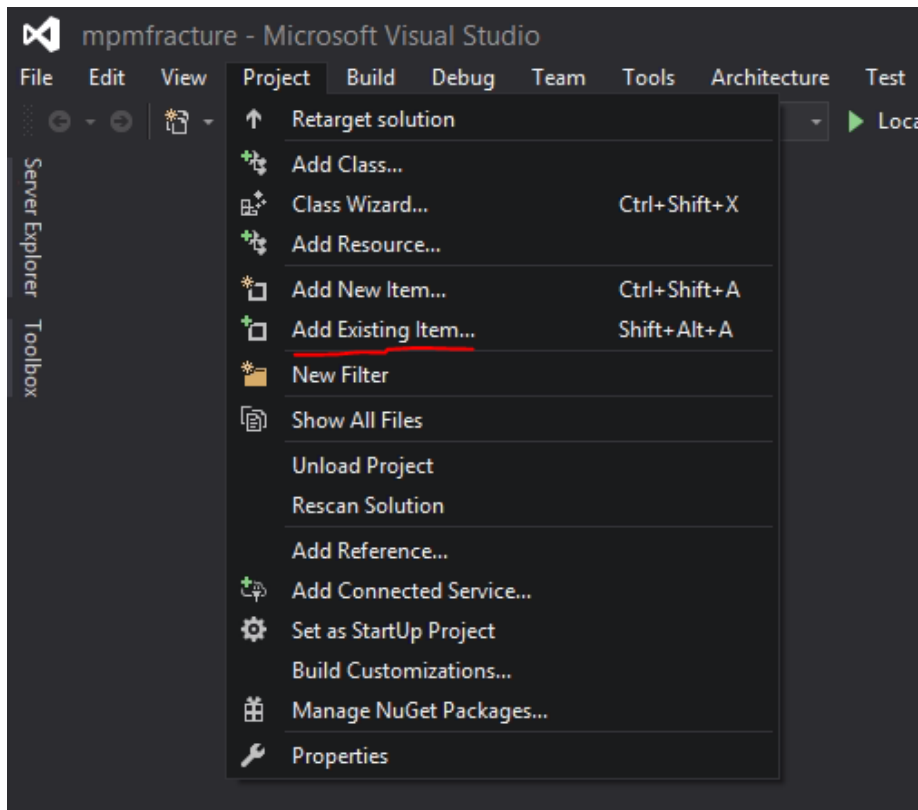 mpmfracture - Microsoft Visual Studio
File Edit View Project Build Debug Team Tools Architecture Test
Retarget solution
Loca
Add Class...
Class Wizard... Ctrl+Shift+X
Add Resource...
Add New Item... Ctrl+Shift+A
Add Existing Item... Shift+Alt+A
New Filter
Show All Files
Unload Project
Rescan Solution
Add Reference...
Add Connected Service...
Set as StartUp Project
Build Customizations...
Manage NuGet Packages...
Properties
Server Explorer
Toolbox